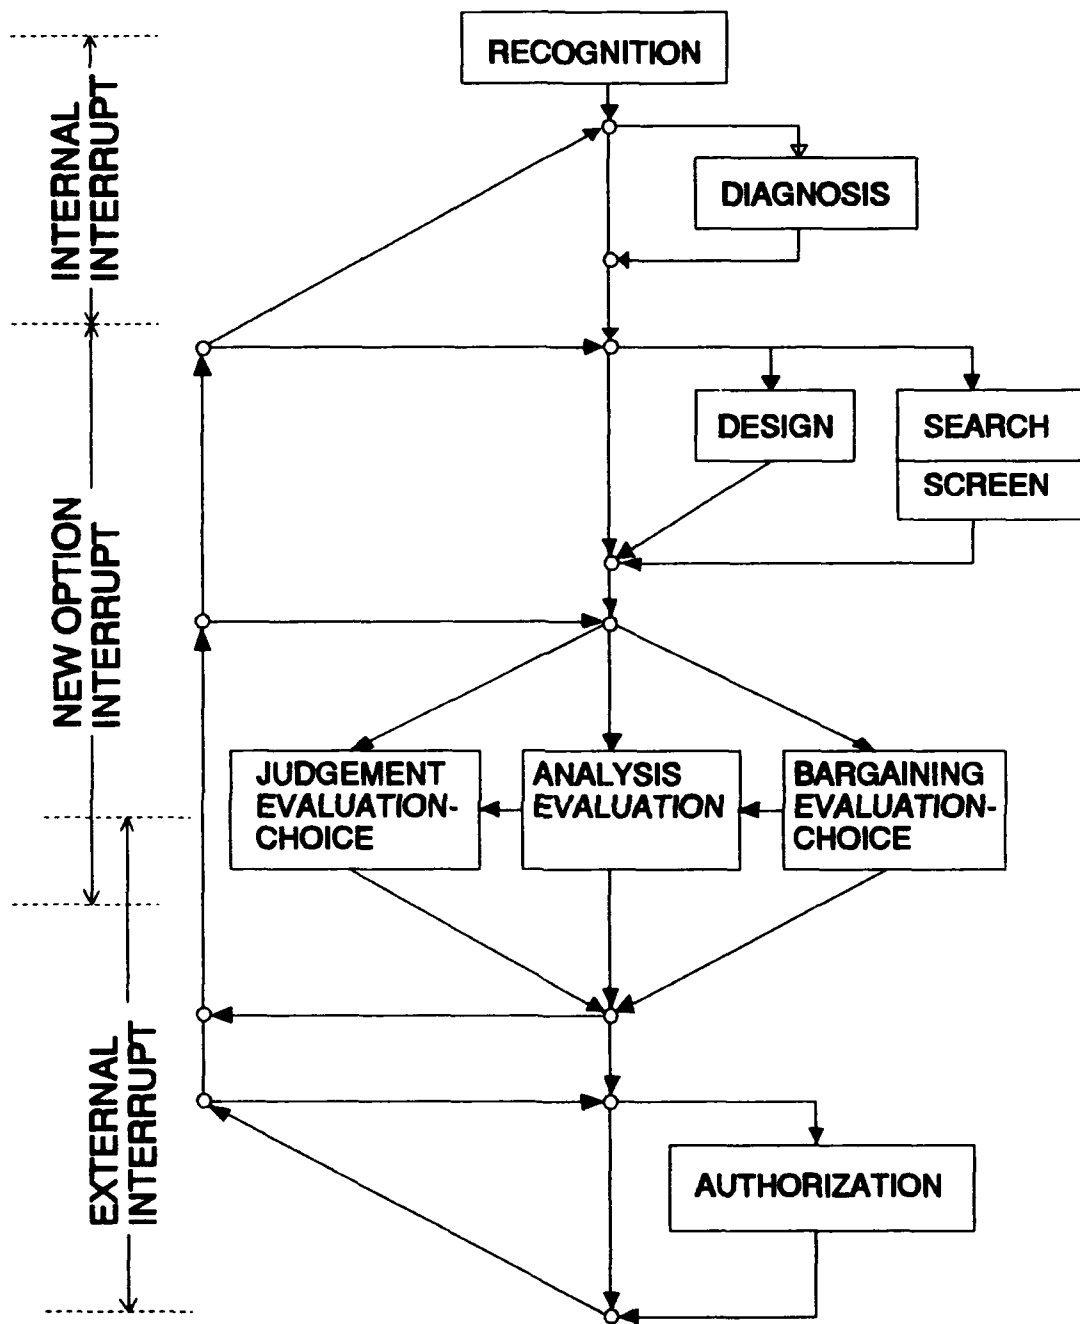 RECOGNITION
INTERNAL
INTERRUPT
DIAGNOSIS
DESIGN
SEARCH
SCREEN
NEW OPTION
INTERRUPT
JUDGEMENT
EVALUATION-
CHOICE
ANALYSIS
EVALUATION
BARGAINING
EVALUATION-
CHOICE
EXTERNAL
INTERRUPT
AUTHORIZATION